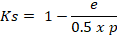 Ks = 1 − e / (0.5 x p)